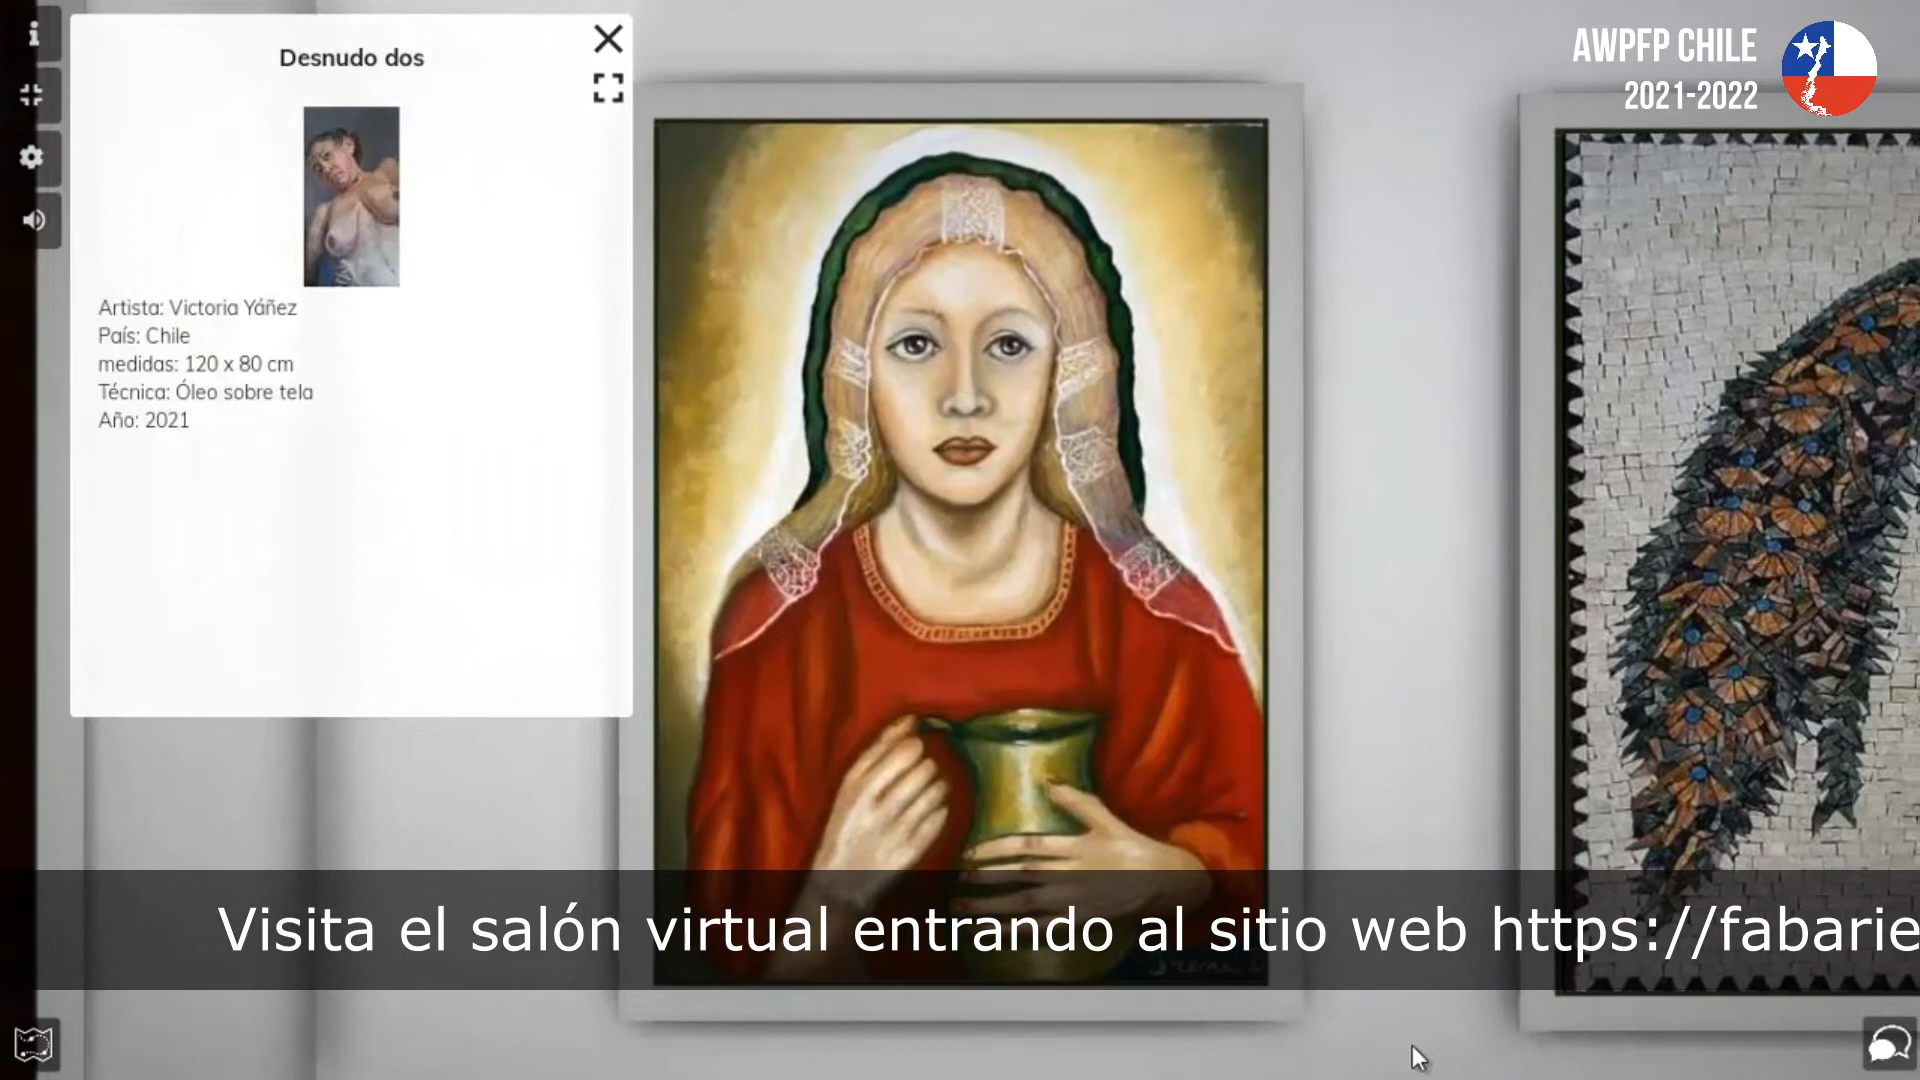 Desnudo dos
Artista: Victoria Yáñez
País: Chile
medidas: 120 x 80 cm
Técnica: Óleo sobre tela
Año: 2021
AWPFP CHILE
2021-2022
Visita el salón virtual entrando al sitio web https://fabarie